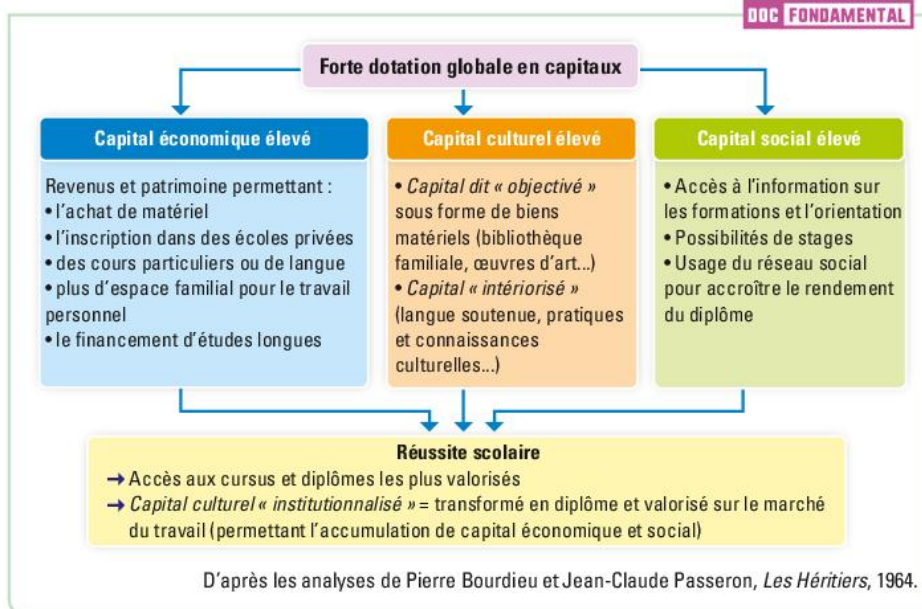 DOC FONDAMENTAL
Forte dotation globale en capitaux
Capital économique élevé
Revenus et patrimoine permettant :
• l'achat de matériel
• l'inscription dans des écoles privées
• des cours particuliers ou de langue
• plus d'espace familial pour le travail
personnel
• le financement d'études longues
Capital culturel élevé
• Capital dit « objectivé »
sous forme de biens
matériels (bibliothèque
familiale, œuvres d'art...)
• Capital « intériorisé »
(langue soutenue, pratiques
et connaissances
culturelles...)
Capital social élevé
• Accès à l'information sur
les formations et l'orientation
• Possibilités de stages
• Usage du réseau social
pour accroître le rendement
du diplôme
Réussite scolaire
→ Accès aux cursus et diplômes les plus valorisés
→ Capital culturel « institutionnalisé » = transformé en diplôme et valorisé sur le marché
du travail (permettant l'accumulation de capital économique et social)
D'après les analyses de Pierre Bourdieu et Jean-Claude Passeron, Les Héritiers, 1964.